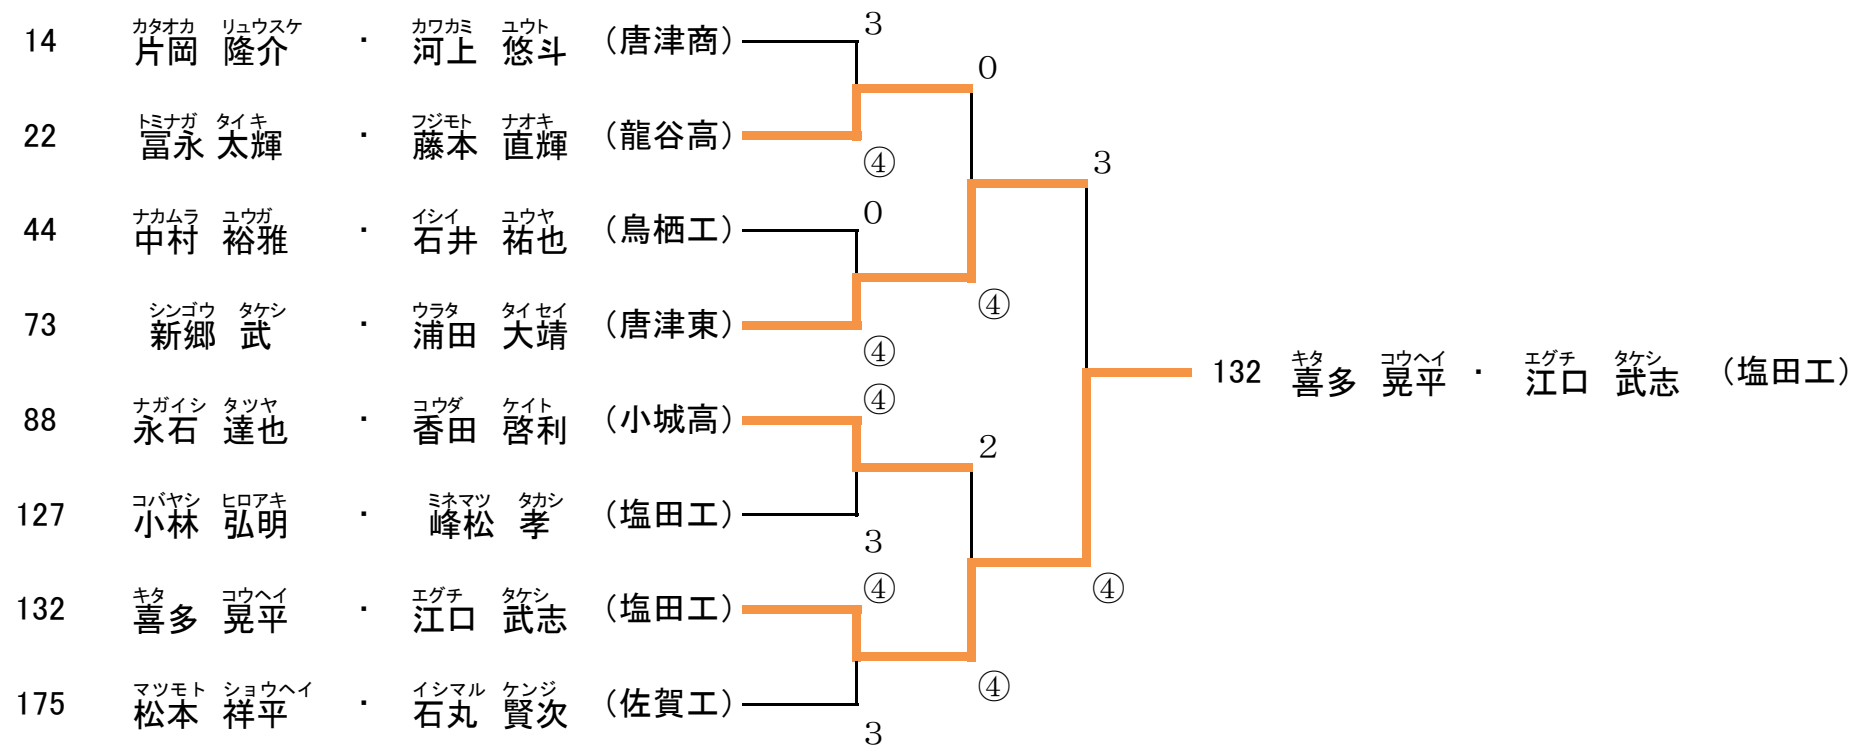 カタオカ リュウスケ カワカミ ユウト 3
14 片岡 隆介 ・ 河上 悠斗 （唐津商）
0
トミナガ タイキ フジモト ナオキ
22 冨永 太輝 ・ 藤本 直輝 （龍谷高）
④ 3
ナカムラ ユウガ イシイ ユウヤ 0
44 中村 裕雅 ・ 石井 祐也 （鳥栖工）
シンゴウ タケシ ウラタ タイセイ ④
73 新郷 武 ・ 浦田 大靖 （唐津東）
④
キタ コウヘイ エグチ タケシ
132 喜多 晃平 ・ 江口 武志 （塩田工）
ナガイシ タツヤ コウダ ケイト ④
88 永石 達也 ・ 香田 啓利 （小城高）
2
コバヤシ ヒロアキ ミネマツ タカシ
127 小林 弘明 ・ 峰松 孝 （塩田工）
3
キタ コウヘイ エグチ タケシ ④ ④
132 喜多 晃平 ・ 江口 武志 （塩田工）
マツモト ショウヘイ イシマル ケンジ ④
175 松本 祥平 ・ 石丸 賢次 （佐賀工）
3